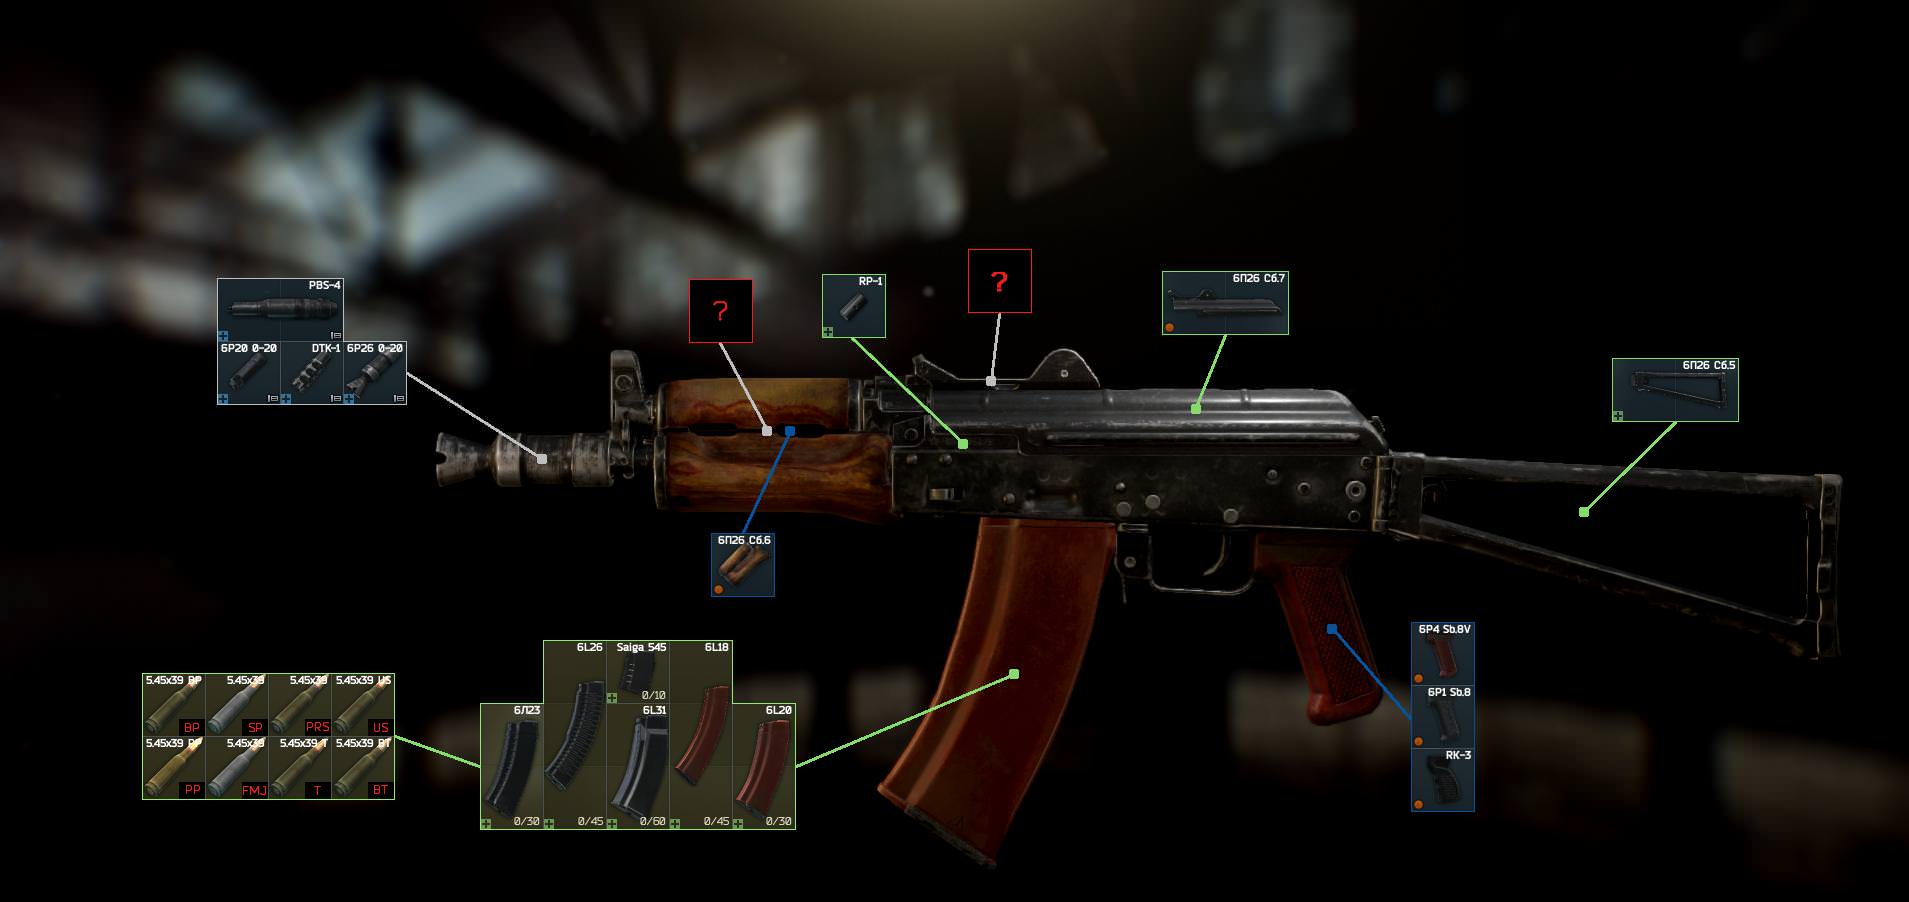 PBS-4
6P20 0-20
DTK-1
6P26 0-20
?
RP-1
?
6П26 Сб.7
6П26 Сб.5
6П26 Сб.6
6P4 Sb.8V
6P1 Sb.8
RK-3
5.45x39 BP
BP
5.45x39
SP
5.45x39
PRS
5.45x39 US
US
5.45x39 PP
PP
5.45x39
FMJ
5.45x39 T
T
5.45x39 BT
BT
6L26
0/45
Saiga 545
0/10
6L18
0/45
6Л23
0/30
6L31
0/60
6L20
0/30